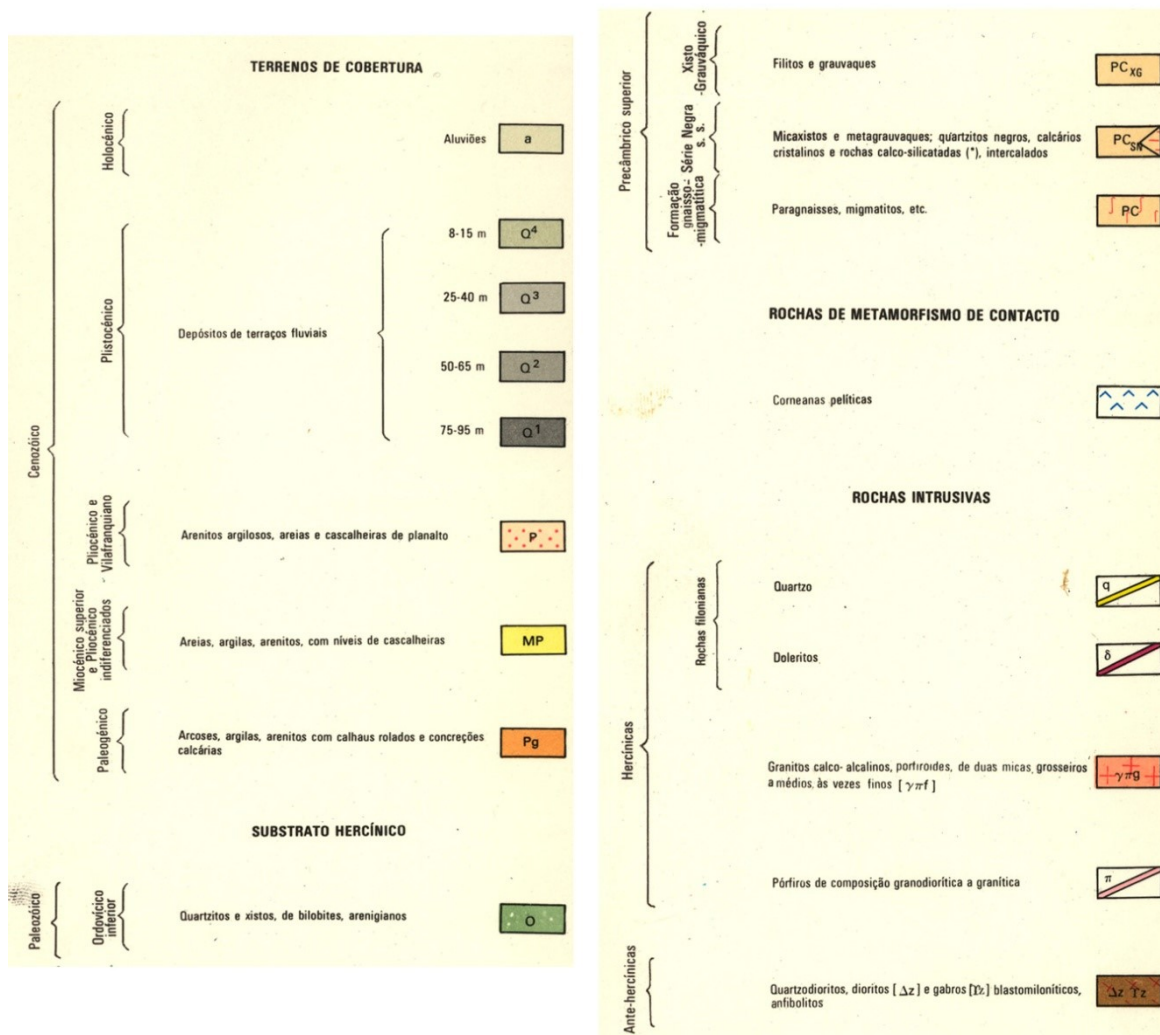 TERRENOS DE COBERTURA
Cenozóico
Holocénico
Aluviões
a
Plistocénico
Depósitos de terraços fluviais
8-15 m
Q4
25-40 m
Q3
50-65 m
Q2
75-95 m
Q1
Pliocénico e
Vilafranquiano
Arenitos argilosos, areias e cascalheiras de planalto
P
Miocénico superior
e Pliocénico
indiferenciados
Areias, argilas, arenitos, com níveis de cascalheiras
MP
Paleogénico
Arcoses, argilas, arenitos com calhaus rolados e concreções
calcárias
Pg
SUBSTRATO HERCÍNICO
Paleozóico
Ordovícico
inferior
Quartzitos e xistos, de bilobites, arenigianos
O
Precâmbrico superior
Xisto
-Grauváquico
Filitos e grauvaques
PCXG
Série Negra
s. s.
Micaxistos e metagrauvaques; quartzitos negros, calcários
cristalinos e rochas calco-silicatadas (*), intercalados
PCSN
Formação
gnaisso-
-migmatítica
Paragnaisses, migmatitos, etc.
PC
ROCHAS DE METAMORFISMO DE CONTACTO
Corneanas pelíticas
ROCHAS INTRUSIVAS
Hercínicas
Rochas filonianas
Quartzo
q
Doleritos
δ
Granitos calco-alcalinos, porfiroides, de duas micas, grosseiros
a médios, às vezes finos [γπf]
γπg
Pórfiros de composição granodiorítica a granítica
π
Ante-hercínicas
Quartzodioritos, dioritos [Δz] e gabros [ϒz] blastomiloníticos,
anfibolitos
Δz ϒz